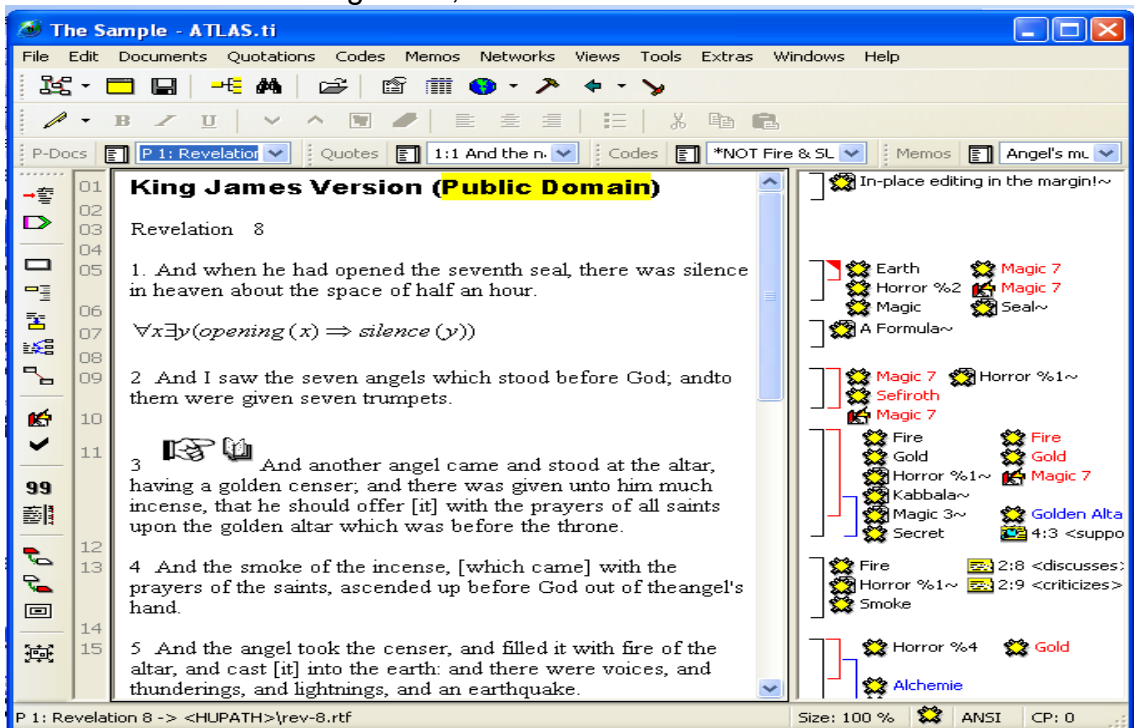 The Sample - ATLAS.ti
File Edit Documents Quotations Codes Memos Networks Views Tools Extras Windows Help
B I U
P-Docs P 1: Revelation Quotes 1:1 And the n. Codes *NOT Fire & SL Memos Angel's mu
01 King James Version (Public Domain)
02
03 Revelation 8
04
05 1. And when he had opened the seventh seal, there was silence
in heaven about the space of half an hour.
06
07 ∀x∃y(opening (x) ⇒ silence (y))
08
09 2 And I saw the seven angels which stood before God; andto
them were given seven trumpets.
10
11 3 And another angel came and stood at the altar,
having a golden censer; and there was given unto him much
incense, that he should offer [it] with the prayers of all saints
upon the golden altar which was before the throne.
12
13 4 And the smoke of the incense, [which came] with the
prayers of the saints, ascended up before God out of theangel's
hand.
14
15 5 And the angel took the censer, and filled it with fire of the
altar, and cast [it] into the earth: and there were voices, and
thunderings, and lightnings, and an earthquake.
99
In-place editing in the margin!~
Earth Magic 7
Horror %2 Magic 7
Magic Seal~
A Formula~
Magic 7 Horror %1~
Sefiroth
Magic 7
Fire Fire
Gold Gold
Horror %1~ Magic 7
Kabbala~
Magic 3~ Golden Alta
Secret 4:3 <suppo
Fire 2:8 <discusses>
Horror %1~ 2:9 <criticizes>
Smoke
Horror %4 Gold
Alchemie
P 1: Revelation 8 -> <HUPATH>\rev-8.rtf Size: 100 % ANSI CP: 0